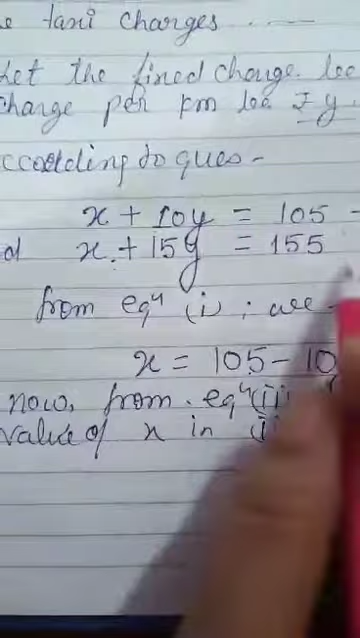 e taxi charges ......
Let the fixed charge be
charge per km be ₹ y
according to ques -
x + 10y = 105 -
d x + 15y = 155
from eqⁿ (i) ; we -
x = 105 - 10
now, from eqⁿ (ii)
value of x in (i